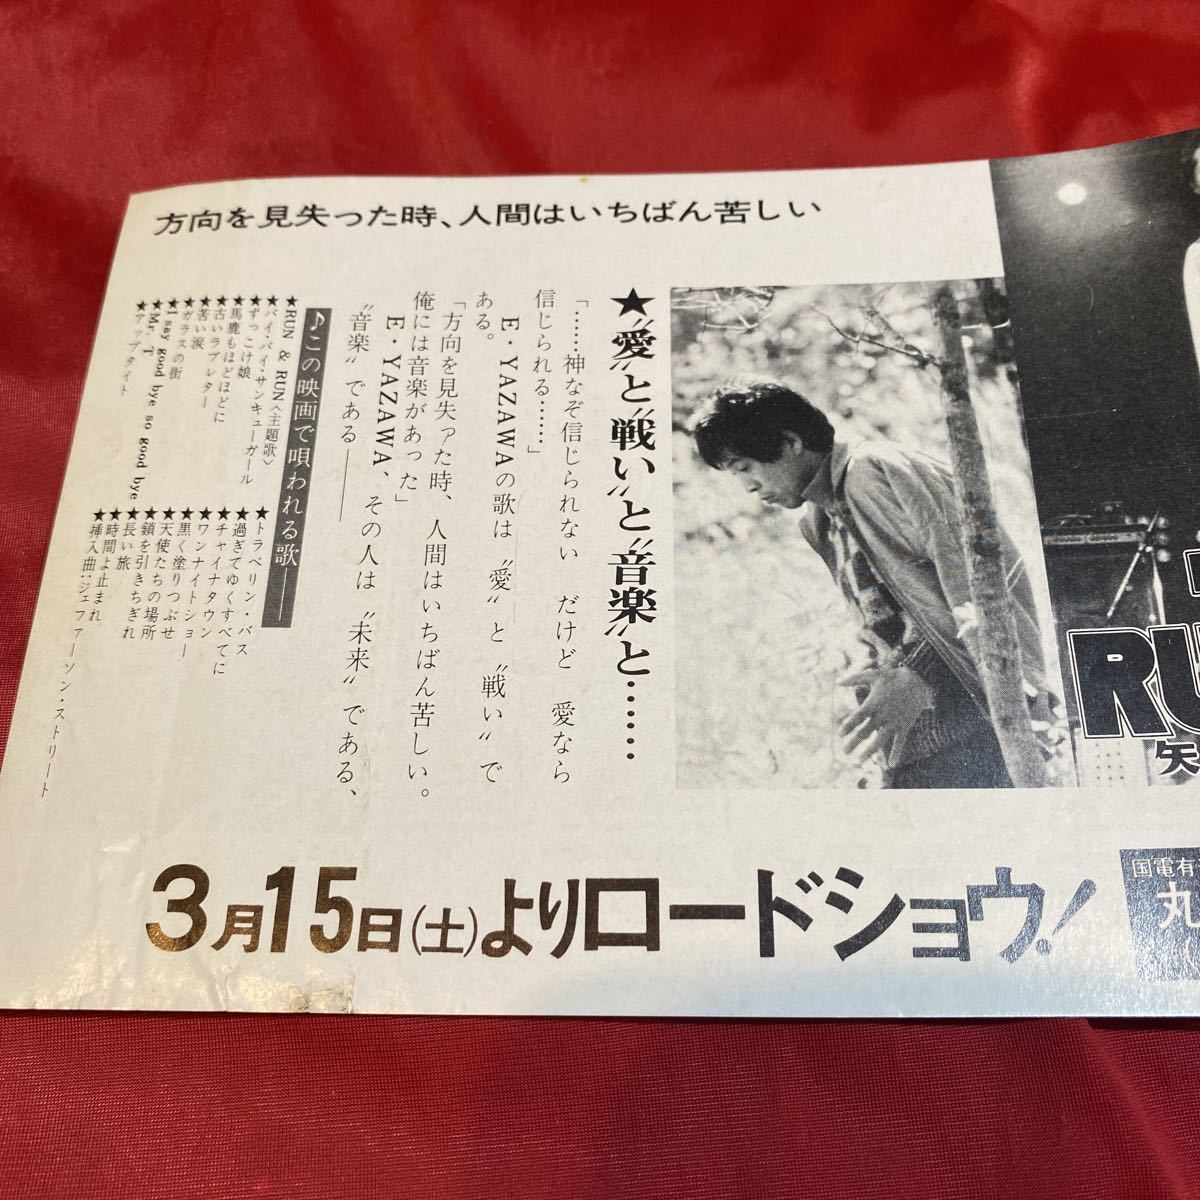 方向を見失った時、人間はいちばん苦しい
★〝愛〟と〝戦い〟と〝音楽〟と……
「……神なぞ信じられない だけど 愛なら
信じられる……」
E・YAZAWAの歌は〝愛〟と〝戦い〟で
ある。
「方向を見失った時、人間はいちばん苦しい。
俺には音楽があった」
E・YAZAWA、その人は〝未来〟である、
〝音楽〟である――
♪この映画で唄われる歌――
★RUN & RUN〈主題歌〉
★バイ・バイ・サンキューガール
★ずっこけ娘
★馬鹿もほどほどに
★古いラブレター
★苦い涙
★ガラスの街
★I say good bye so good bye
★Mr. T
★アップタイト
★トラベリン・バス
★過ぎてゆくすべてに
★チャイナタウン
★ワンナイトショー
★黒く塗りつぶせ
★天使たちの場所
★鎖を引きちぎれ
★長い旅
★時間よ止まれ
★挿入曲:ジェファーソン・ストリート
RU
矢
3月15日(土)よりロードショウ!
国電有
丸